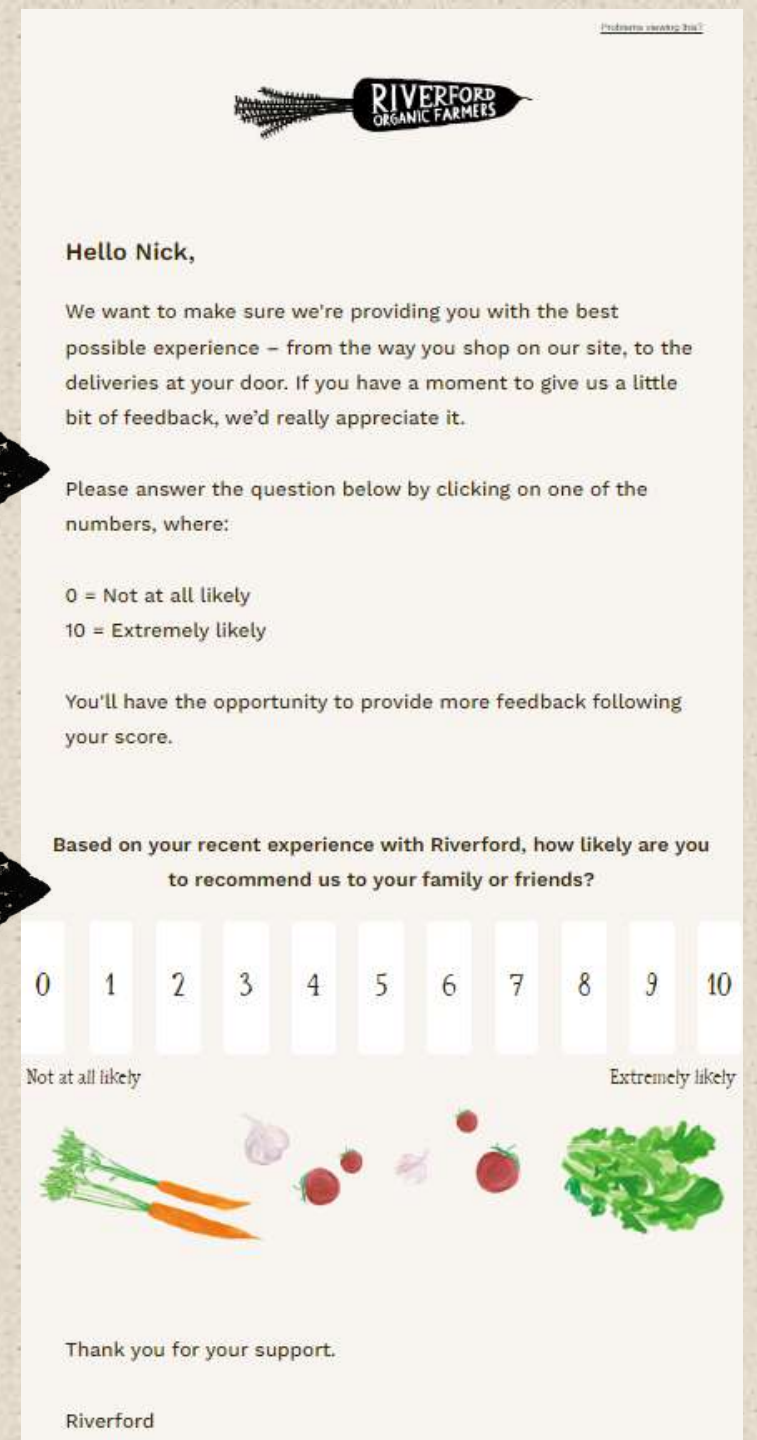 Problems viewing this?
RIVERFORD
ORGANIC FARMERS
Hello Nick,
We want to make sure we're providing you with the best
possible experience – from the way you shop on our site, to the
deliveries at your door. If you have a moment to give us a little
bit of feedback, we’d really appreciate it.
Please answer the question below by clicking on one of the
numbers, where:
0 = Not at all likely
10 = Extremely likely
You'll have the opportunity to provide more feedback following
your score.
Based on your recent experience with Riverford, how likely are you
to recommend us to your family or friends?
0 1 2 3 4 5 6 7 8 9 10
Not at all likely Extremely likely
Thank you for your support.
Riverford